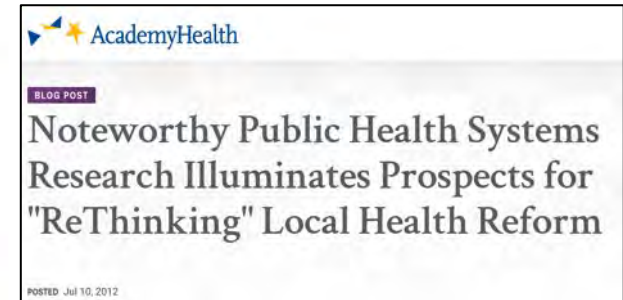 AcademyHealth
BLOG POST
Noteworthy Public Health Systems
Research Illuminates Prospects for
"ReThinking" Local Health Reform
POSTED Jul 10, 2012